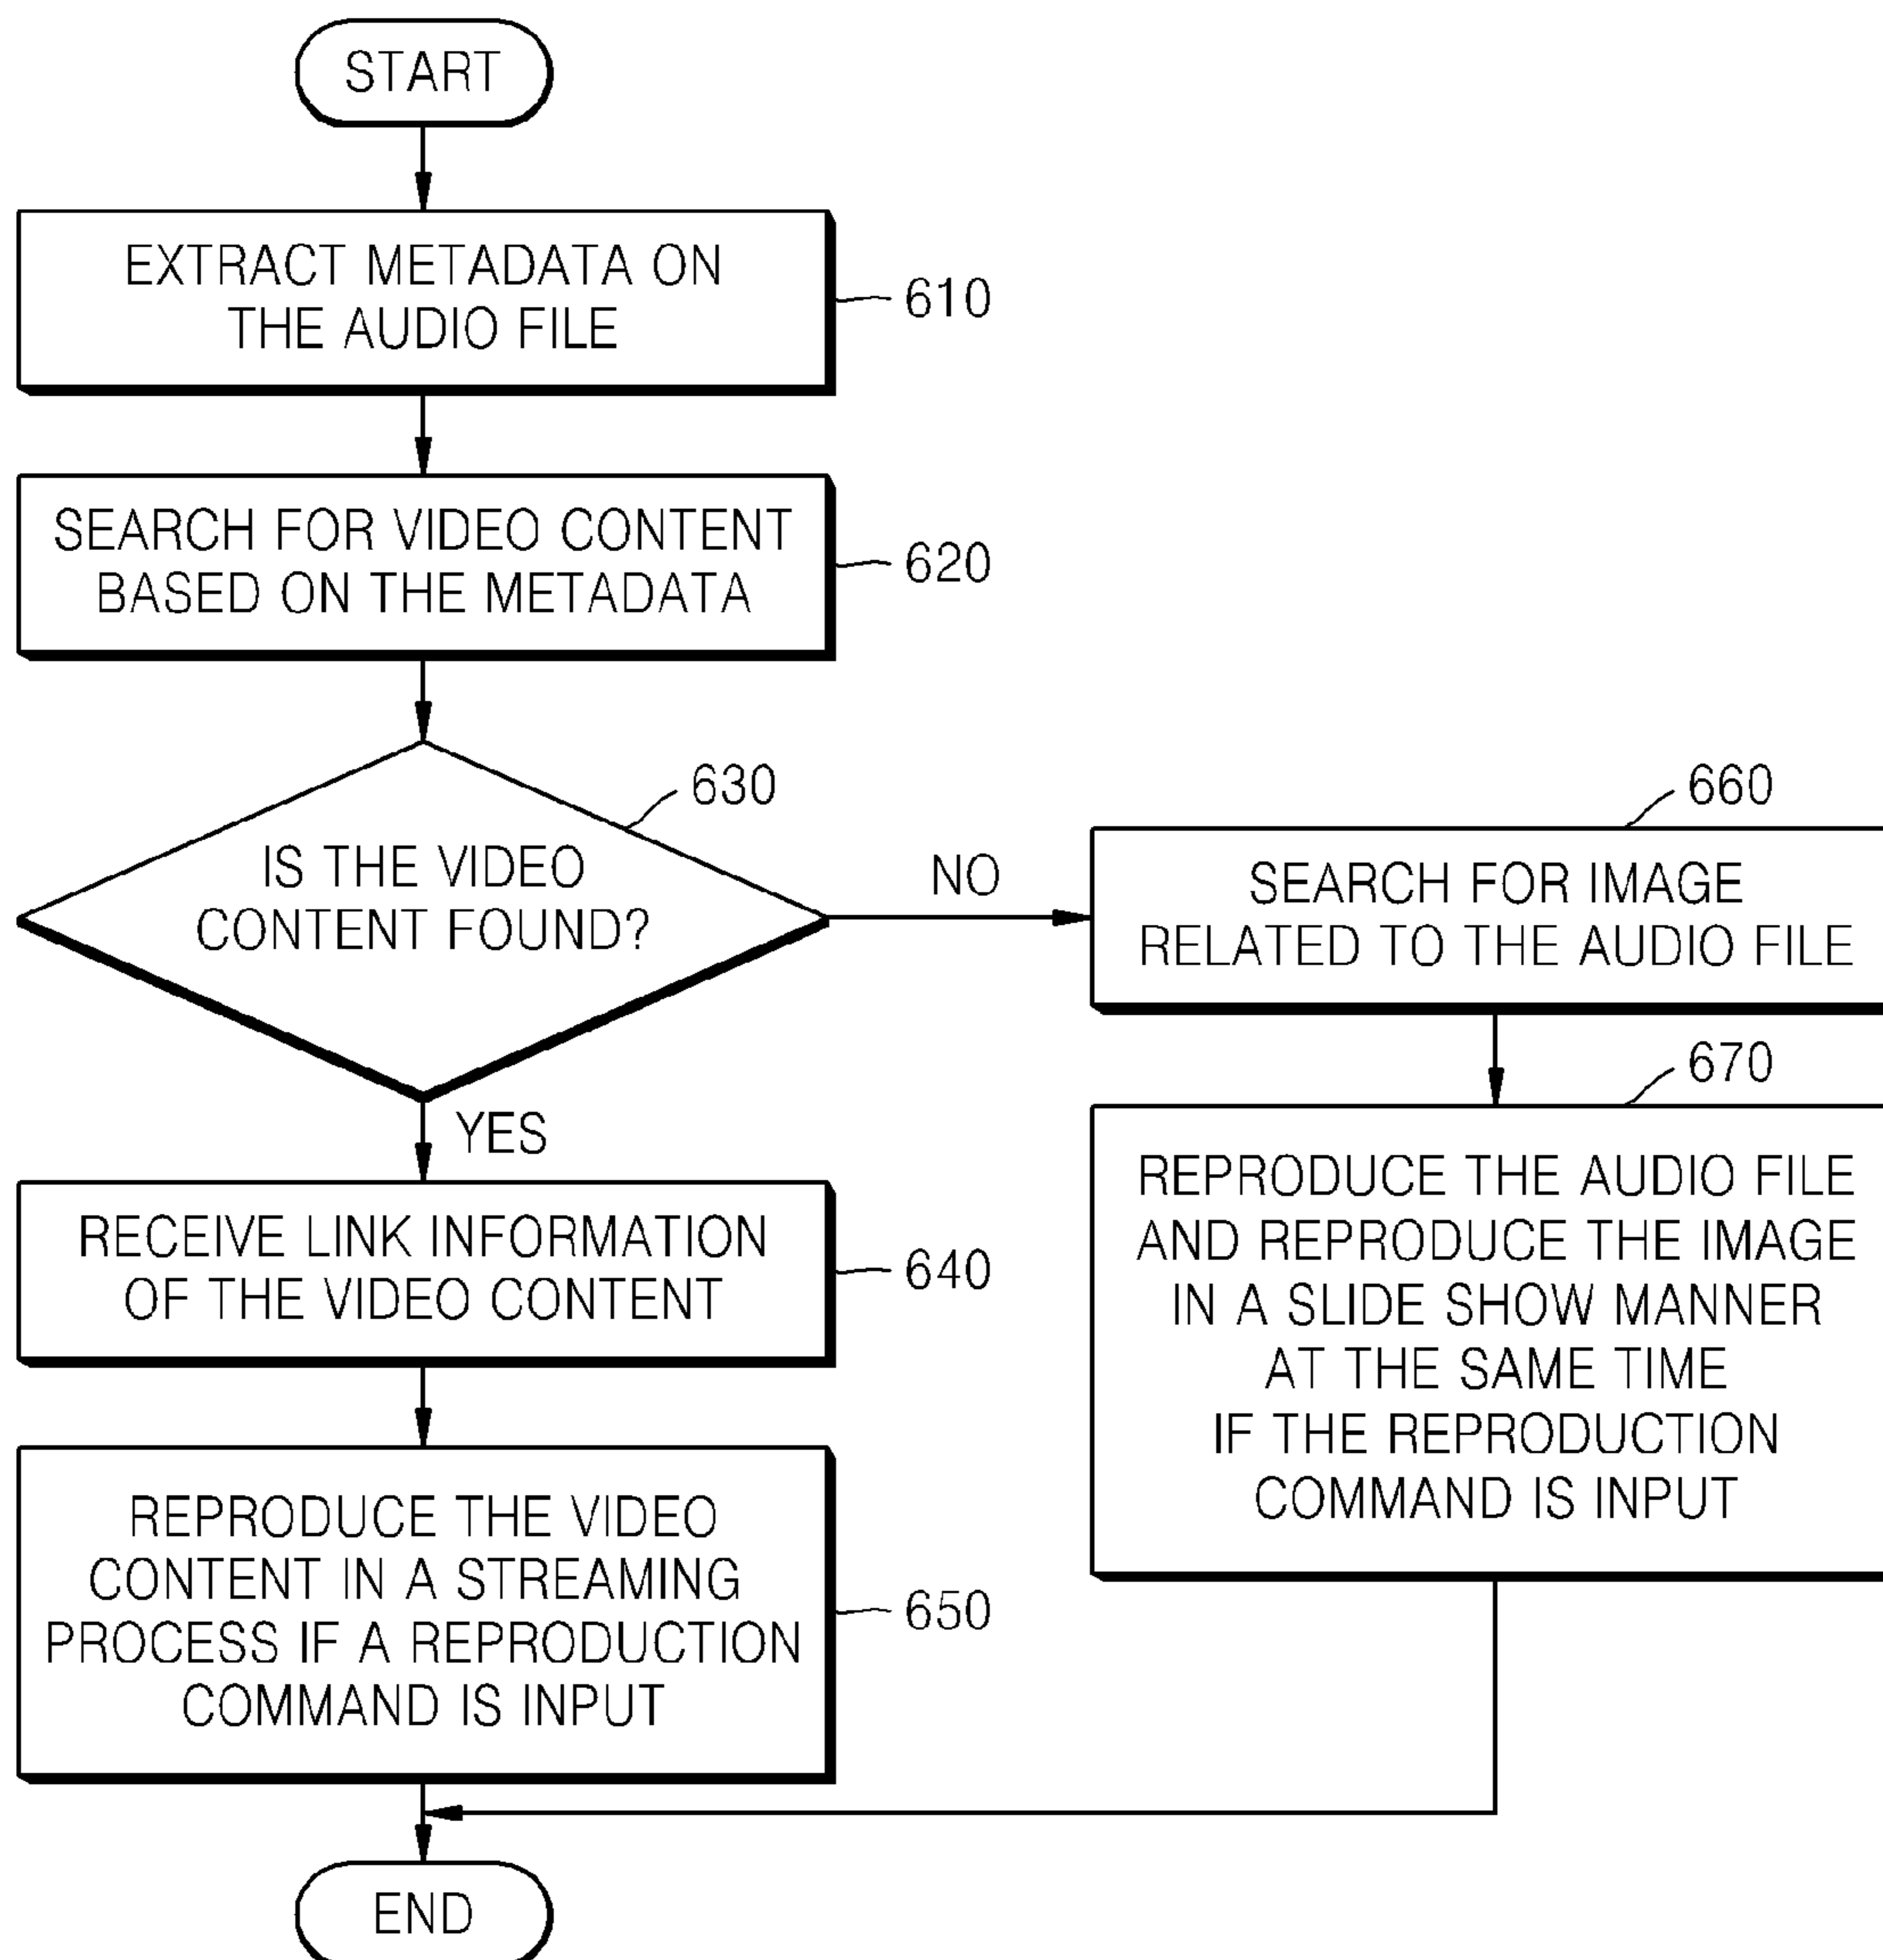 START
EXTRACT METADATA ON
THE AUDIO FILE
610
SEARCH FOR VIDEO CONTENT
BASED ON THE METADATA
620
630
IS THE VIDEO
CONTENT FOUND?
NO
YES
660
SEARCH FOR IMAGE
RELATED TO THE AUDIO FILE
670
REPRODUCE THE AUDIO FILE
AND REPRODUCE THE IMAGE
IN A SLIDE SHOW MANNER
AT THE SAME TIME
IF THE REPRODUCTION
COMMAND IS INPUT
RECEIVE LINK INFORMATION
OF THE VIDEO CONTENT
640
REPRODUCE THE VIDEO
CONTENT IN A STREAMING
PROCESS IF A REPRODUCTION
COMMAND IS INPUT
650
END